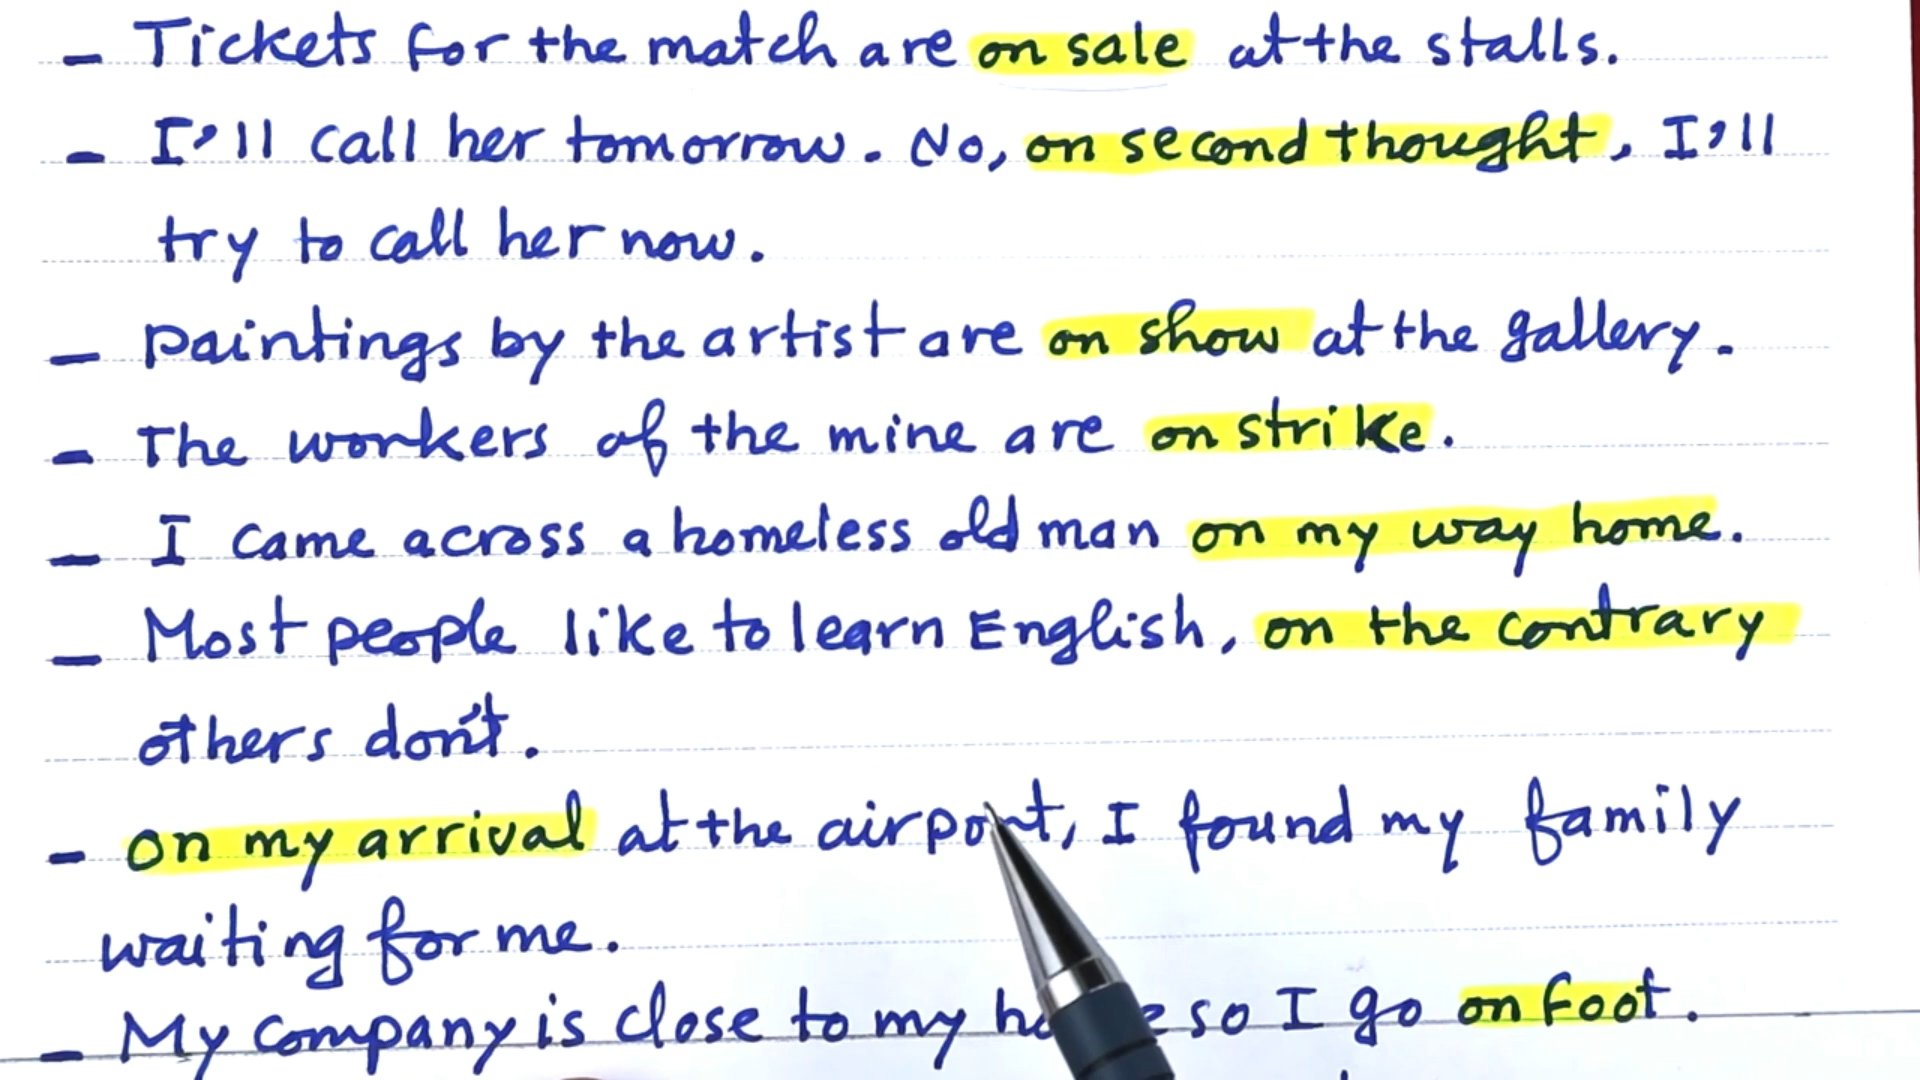 - Tickets for the match are on sale at the stalls.
- I'll call her tomorrow. No, on second thought, I'll
try to call her now.
- Paintings by the artist are on show at the gallery.
- The workers of the mine are on strike.
- I came across a homeless old man on my way home.
- Most people like to learn English, on the contrary
others don't.
- on my arrival at the airport, I found my family
waiting for me.
- My company is close to my so I go on foot.